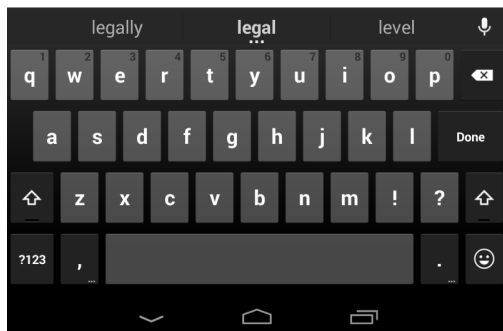 legally legal level
1 2 3 4 5 6 7 8 9 0
q w e r t y u i o p
a s d f g h j k l Done
z x c v b n m ! ?
?123 , ... . ...